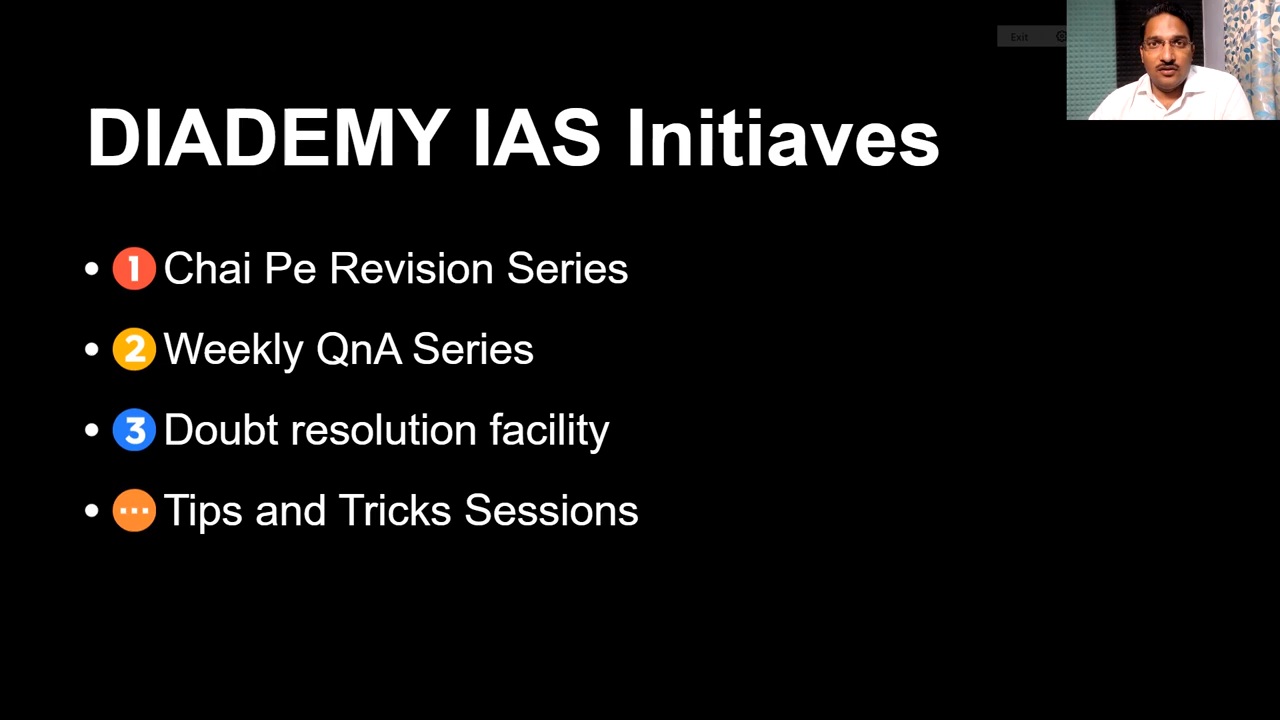 Exit
DIADEMY IAS Initiaves
• 1 Chai Pe Revision Series
• 2 Weekly QnA Series
• 3 Doubt resolution facility
• ... Tips and Tricks Sessions